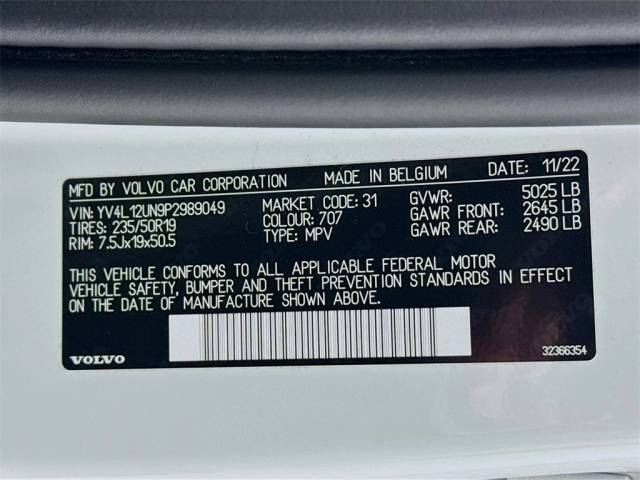 MFD BY VOLVO CAR CORPORATION MADE IN BELGIUM DATE: 11/22
VIN: YV4L12UN9P2989049 MARKET CODE: 31 GVWR: 5025 LB
TIRES: 235/50R19 COLOUR: 707 GAWR FRONT: 2645 LB
RIM: 7.5Jx19x50.5 TYPE: MPV GAWR REAR: 2490 LB
THIS VEHICLE CONFORMS TO ALL APPLICABLE FEDERAL MOTOR
VEHICLE SAFETY, BUMPER AND THEFT PREVENTION STANDARDS IN EFFECT
ON THE DATE OF MANUFACTURE SHOWN ABOVE.
VOLVO 32366354